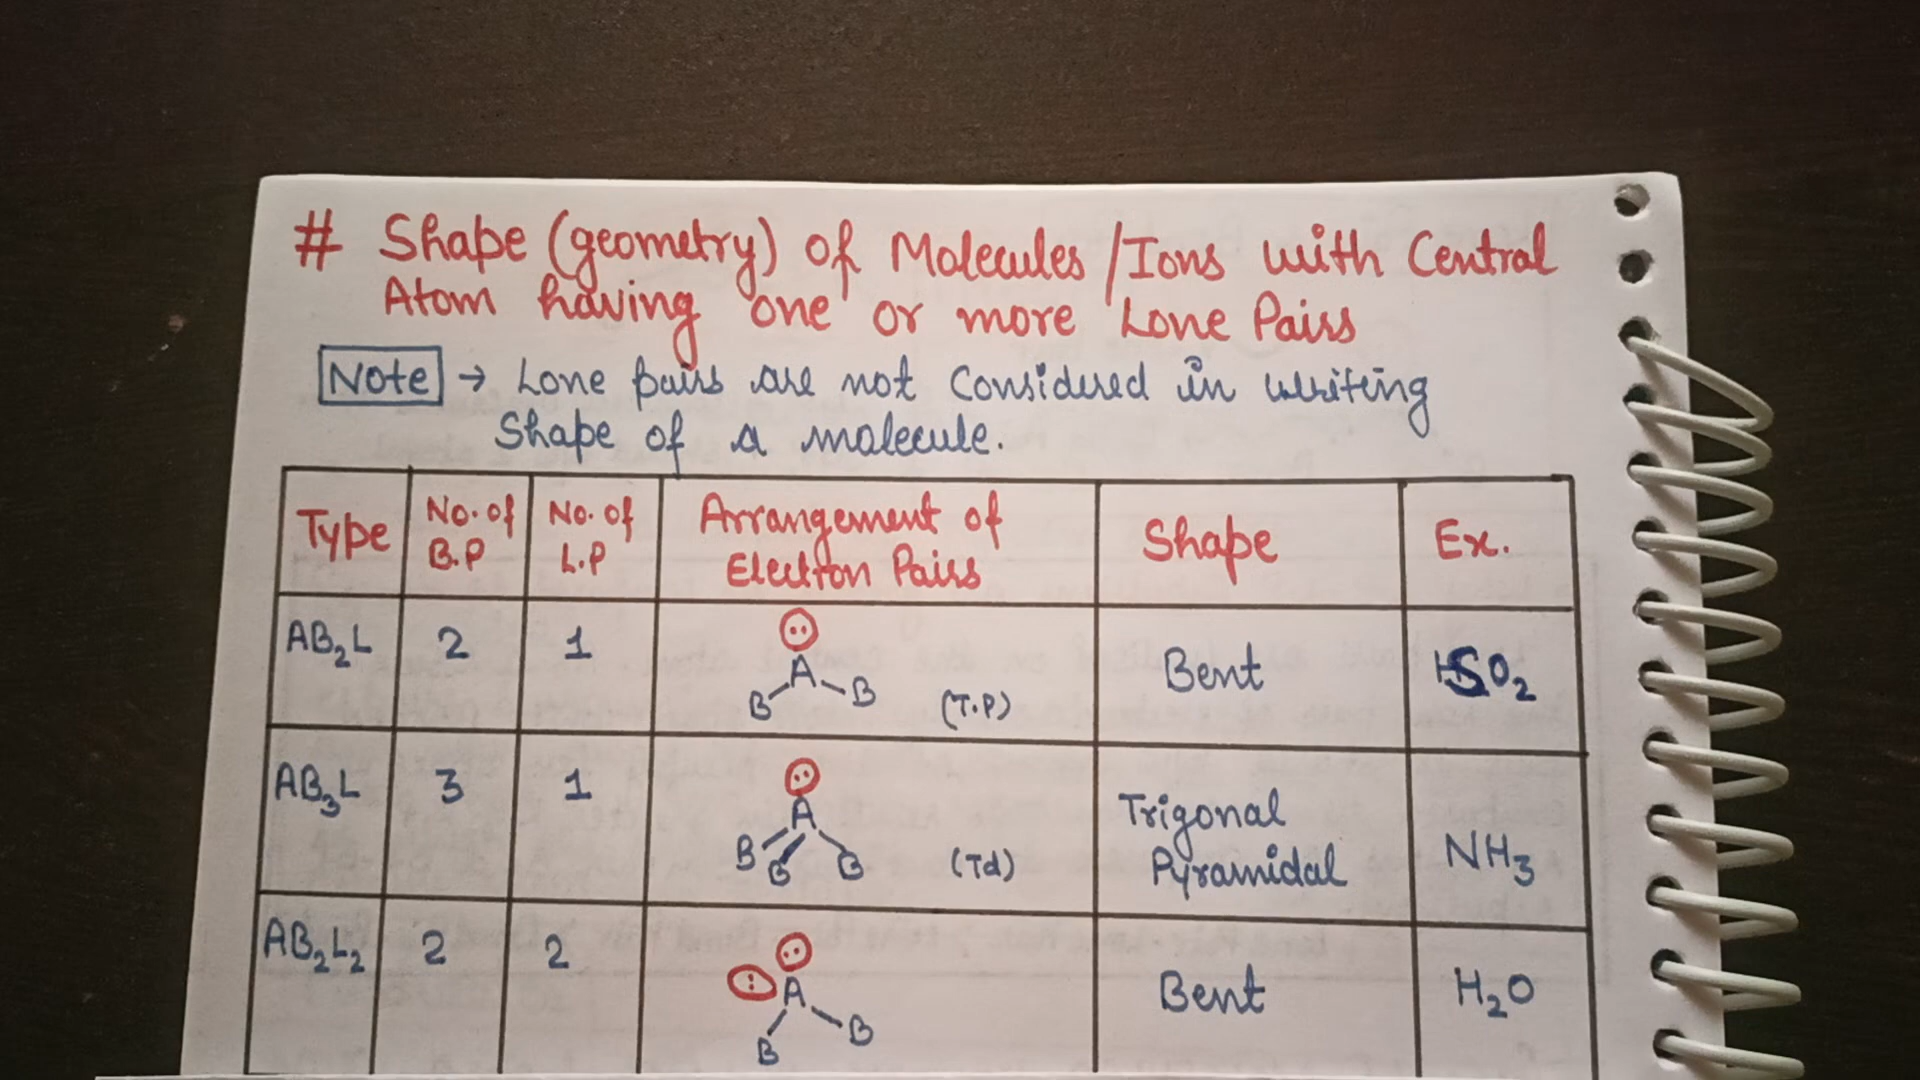 # Shape (geometry) of Molecules/Ions with Central
Atom having one or more Lone Pairs
Note → Lone pairs are not Considered in writing
Shape of a molecule.
Type No. of B.P No. of L.P Arrangement of Electron Pairs Shape Ex.
AB₂L 2 1 A B B (T.P) Bent SO₂
AB₃L 3 1 A B B B (Td) Trigonal Pyramidal NH₃
AB₂L₂ 2 2 A B B Bent H₂O